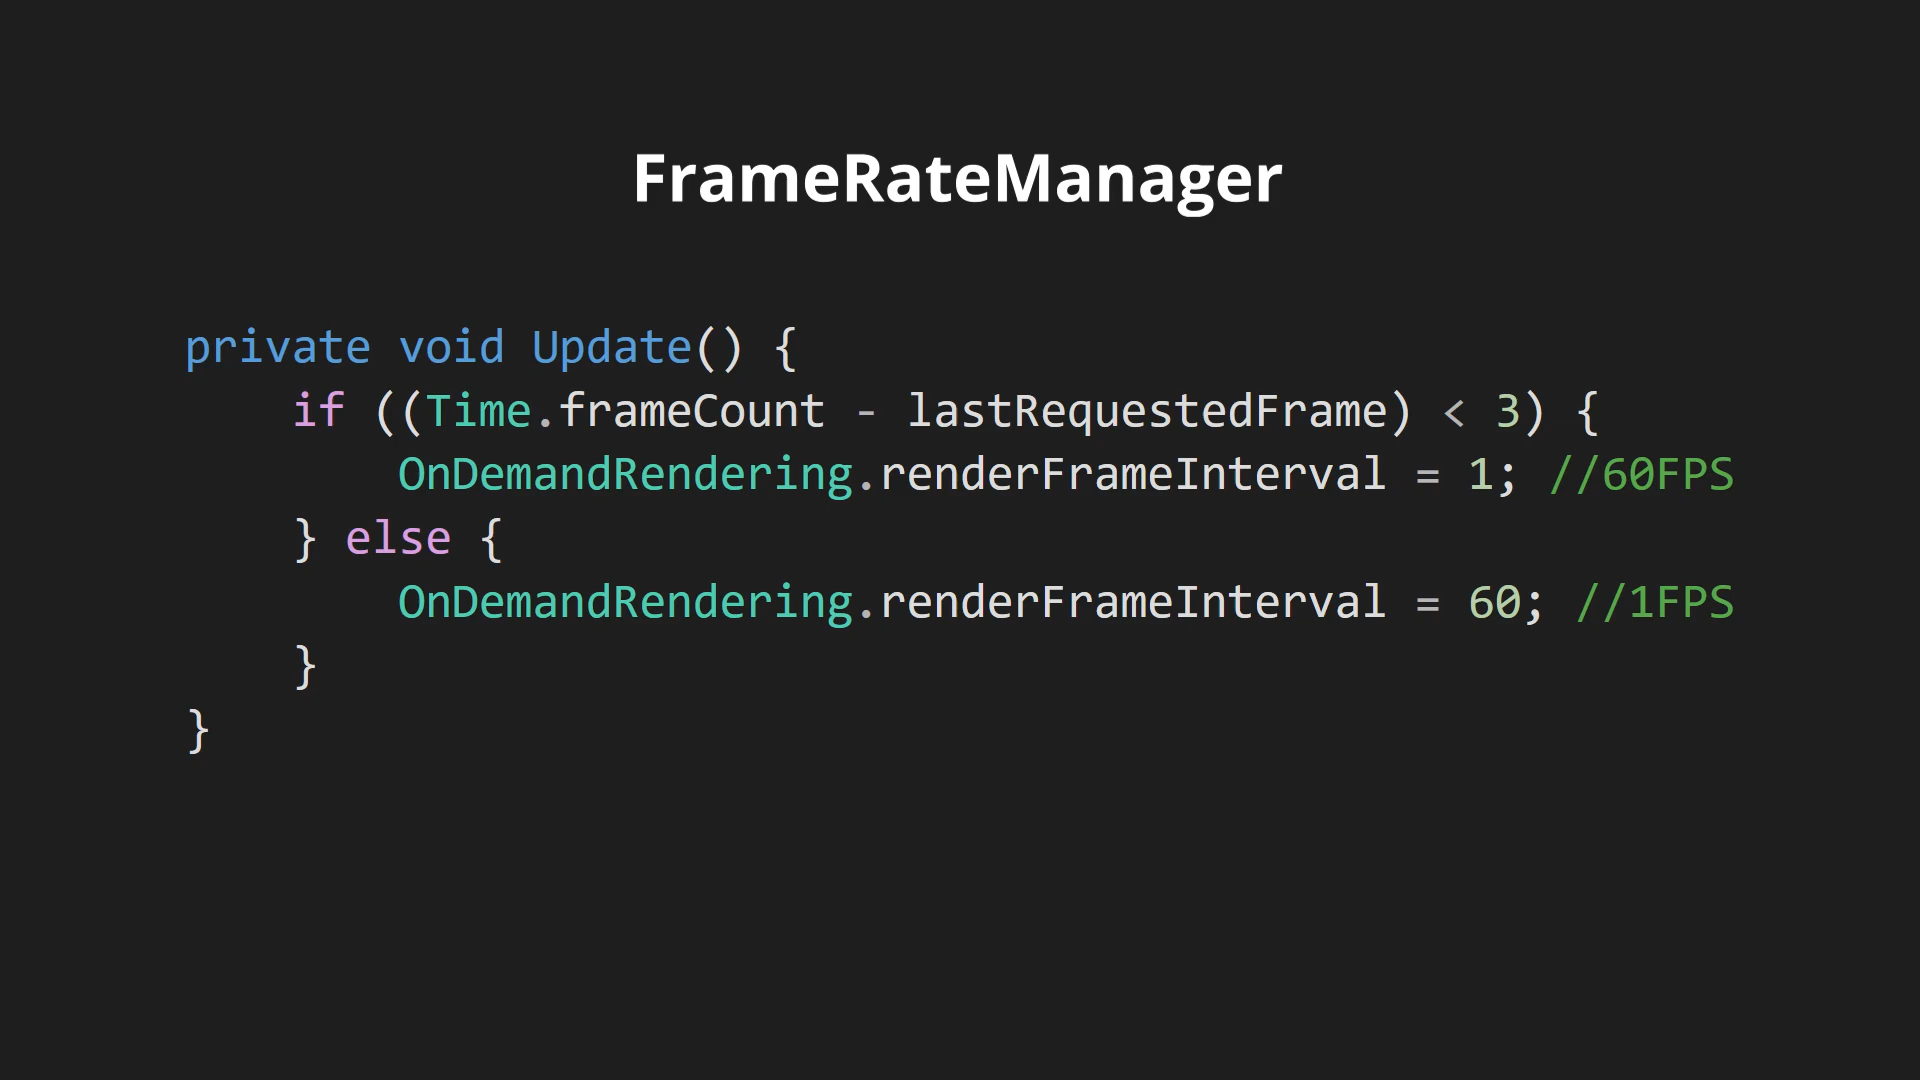 FrameRateManager
private void Update() {
    if ((Time.frameCount - lastRequestedFrame) < 3) {
        OnDemandRendering.renderFrameInterval = 1; //60FPS
    } else {
        OnDemandRendering.renderFrameInterval = 60; //1FPS
    }
}